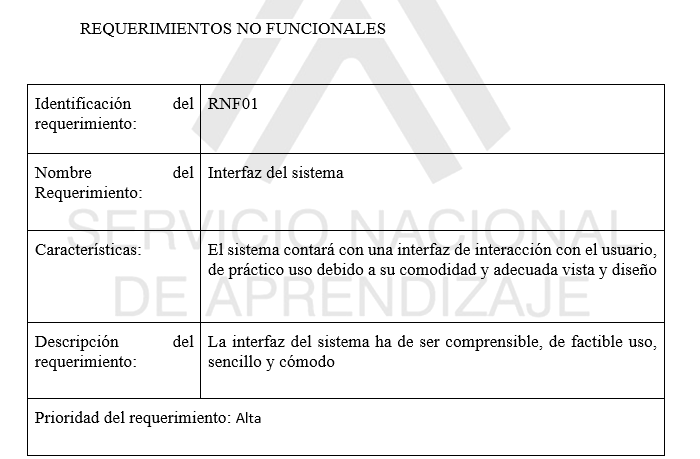 REQUERIMIENTOS NO FUNCIONALES
Identificación del requerimiento:
RNF01
Nombre del Requerimiento:
Interfaz del sistema
SERVICIO NACIONAL
DE APRENDIZAJE
Características:
El sistema contará con una interfaz de interacción con el usuario,
de práctico uso debido a su comodidad y adecuada vista y diseño
Descripción del requerimiento:
La interfaz del sistema ha de ser comprensible, de factible uso,
sencillo y cómodo
Prioridad del requerimiento: Alta